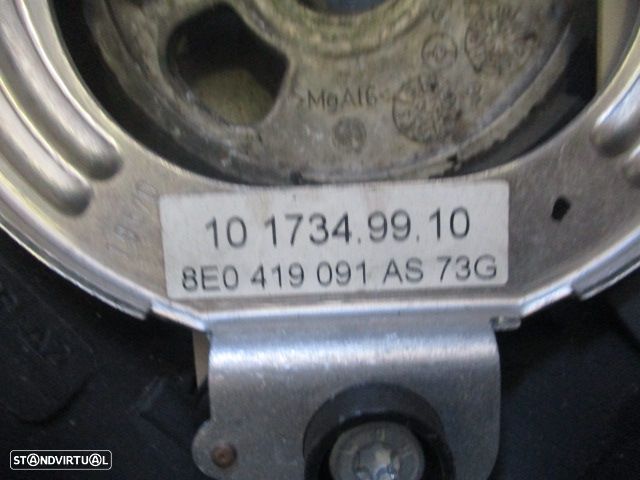 >MgAl6<
10 1734.99.10
8E0 419 091 AS 73G
STANDVIRTUAL